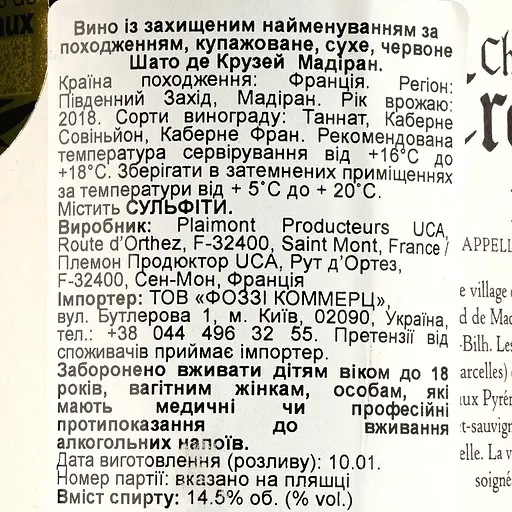 Вино із захищеним найменуванням за
походженням, купажоване, сухе, червоне
Шато де Крузей Мадіран.
Країна походження: Франція. Регіон:
Південний Захід, Мадіран. Рік врожаю:
2018. Сорти винограду: Таннат, Каберне
Совіньйон, Каберне Фран. Рекомендована
температура сервірування від +16°С до
+18°С. Зберігати в затемнених приміщеннях
за температури від + 5°С до + 20°С.
Містить СУЛЬФІТИ.
Виробник: Plaimont Producteurs UCA,
Route d'Orthez, F-32400, Saint Mont, France /
Племон Продюктор UCA, Рут д'Ортез,
F-32400, Сен-Мон, Франція
Імпортер: ТОВ «ФОЗЗІ КОММЕРЦ»,
вул. Бутлерова 1, м. Київ, 02090, Україна,
тел.: +38 044 496 32 55. Претензії від
споживачів приймає імпортер.
Заборонено вживати дітям віком до 18
років, вагітним жінкам, особам, які
мають медичні чи професійні
протипоказання до вживання
алкогольних напоїв.
Дата виготовлення (розливу): 10.01.
Номер партії: вказано на пляшці
Вміст спирту: 14.5% об. (% vol.)
APPELL
e village
d de Mad
-Bilh. Les
arcelles)
ux Pyrén
t-sauvign
elle. La v
soigné